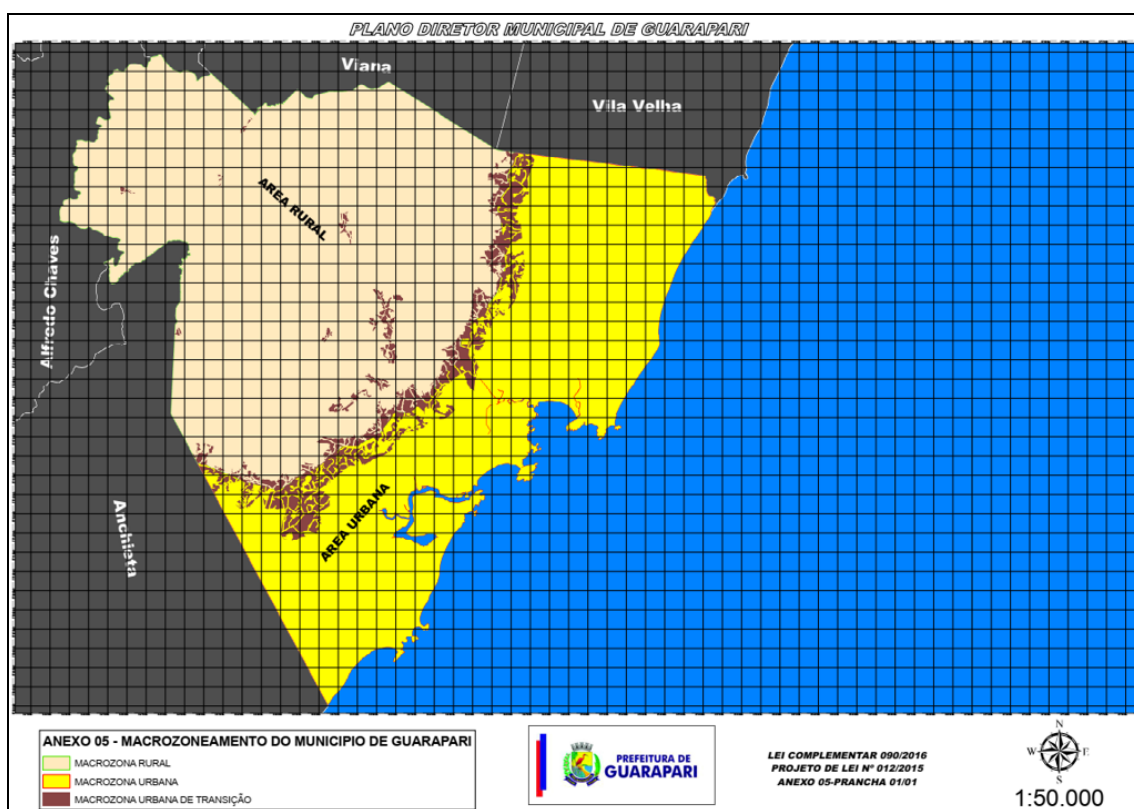 PLANO DIRETOR MUNICIPAL DE GUARAPARI
Viana
Vila Velha
AREA RURAL
Alfredo Chaves
Anchieta
AREA URBANA
ANEXO 05 - MACROZONEAMENTO DO MUNICIPIO DE GUARAPARI
MACROZONA RURAL
MACROZONA URBANA
MACROZONA URBANA DE TRANSIÇÃO
PREFEITURA DE
GUARAPARI
LEI COMPLEMENTAR 090/2016
PROJETO DE LEI Nº 012/2015
ANEXO 05-PRANCHA 01/01
N
W
E
S
1:50.000